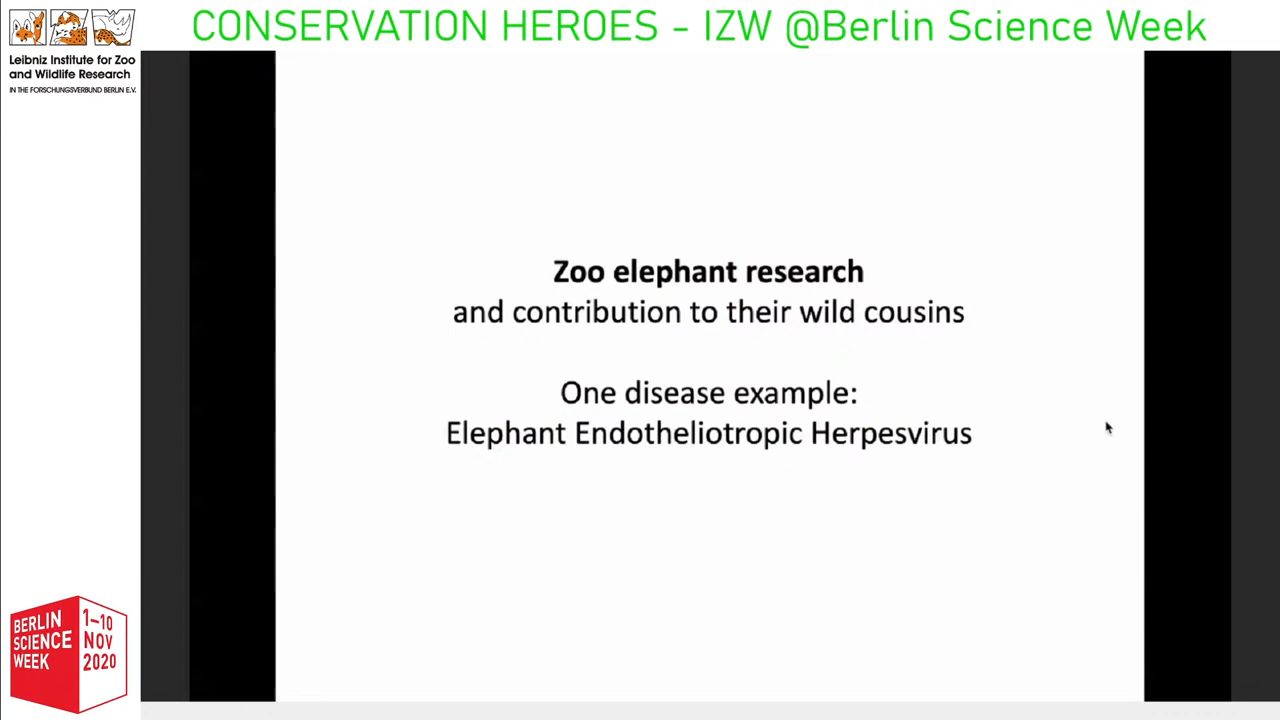 CONSERVATION HEROES - IZW @Berlin Science Week
Leibniz Institute for Zoo
and Wildlife Research
IN THE FORSCHUNGSVERBUND BERLIN E.V.
Zoo elephant research
and contribution to their wild cousins
One disease example:
Elephant Endotheliotropic Herpesvirus
BERLIN
SCIENCE
WEEK
1–10
NOV
2020